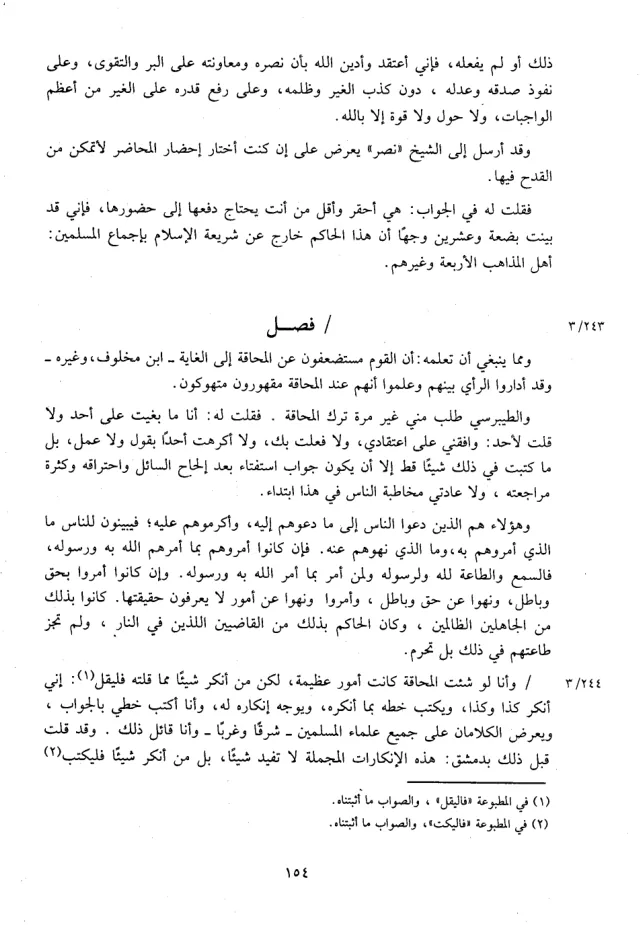 ذلك أو لم يفعله، فإني أعتقد وأدين الله بأن نصره ومعاونته على البر والتقوى، وعلى
نفوذ صدقه وعدله ، دون كذب الغير وظلمه، وعلى رفع قدره على الغير من أعظم
الواجبات، ولا حول ولا قوة إلا بالله.
وقد أرسل إلى الشيخ «نصر» يعرض على إن كنت أختار إحضار المحاضر لأتمكن من
القدح فيها.
فقلت له في الجواب: هي أحقر وأقل من أنت يحتاج دفعها إلى حضورها، فإني قد
بينت بضعة وعشرين وجهًا أن هذا الحاكم خارج عن شريعة الإسلام بإجماع المسلمين:
أهل المذاهب الأربعة وغيرهم.
٣/٢٤٣
/ فصـــل
ومما ينبغي أن تعلمه: أن القوم مستضعفون عن المحاقة إلى الغاية ـ ابن مخلوف، وغيره ـ
وقد أداروا الرأي بينهم وعلموا أنهم عند المحاقة مقهورون متهوكون.
والطيبرسي طلب مني غير مرة ترك المحاقة . فقلت له: أنا ما بغيت على أحد ولا
قلت لأحد: وافقني على اعتقادي، ولا فعلت بك، ولا أكرهت أحدًا بقول ولا عمل، بل
ما كتبت في ذلك شيئًا قط إلا أن يكون جواب استفتاء بعد إلحاح السائل واحتراقه وكثرة
مراجعته ، ولا عادتي مخاطبة الناس في هذا ابتداء.
وهؤلاء هم الذين دعوا الناس إلى ما دعوهم إليه، وأكرموهم عليه؛ فيبينون للناس ما
الذي أمروهم به، وما الذي نهوهم عنه. فإن كانوا أمروهم بما أمرهم الله به ورسوله،
فالسمع والطاعة لله ولرسوله ولمن أمر بما أمر الله به ورسوله. وإن كانوا أمروا بحق
وباطل، ونهوا عن حق وباطل ، وأمروا ونهوا عن أمور لا يعرفون حقيقتها. كانوا بذلك
من الجاهلين الظالمين ، وكان الحاكم بذلك من القاضيين اللذين في النار ، ولم تجز
طاعتهم في ذلك بل تحرم.
٣/٢٤٤
/ وأنا لو شئت المحاقة كانت أمور عظيمة، لكن من أنكر شيئًا مما قلته فليقل(١): إني
أنكر كذا وكذا، ويكتب خطه بما أنكره، ويوجه إنكاره له، وأنا أكتب خطي بالجواب ،
ويعرض الكلامان على جميع علماء المسلمين ـ شرقًا وغربًا ـ وأنا قائل ذلك . وقد قلت
قبل ذلك بدمشق: هذه الإنكارات المجملة لا تفيد شيئًا، بل من أنكر شيئًا فليكتب(٢)
(١) في المطبوعة «فاليقل» ، والصواب ما أثبتناه.
(٢) في المطبوعة «فاليكت»، والصواب ما أثبتناه.
١٥٤